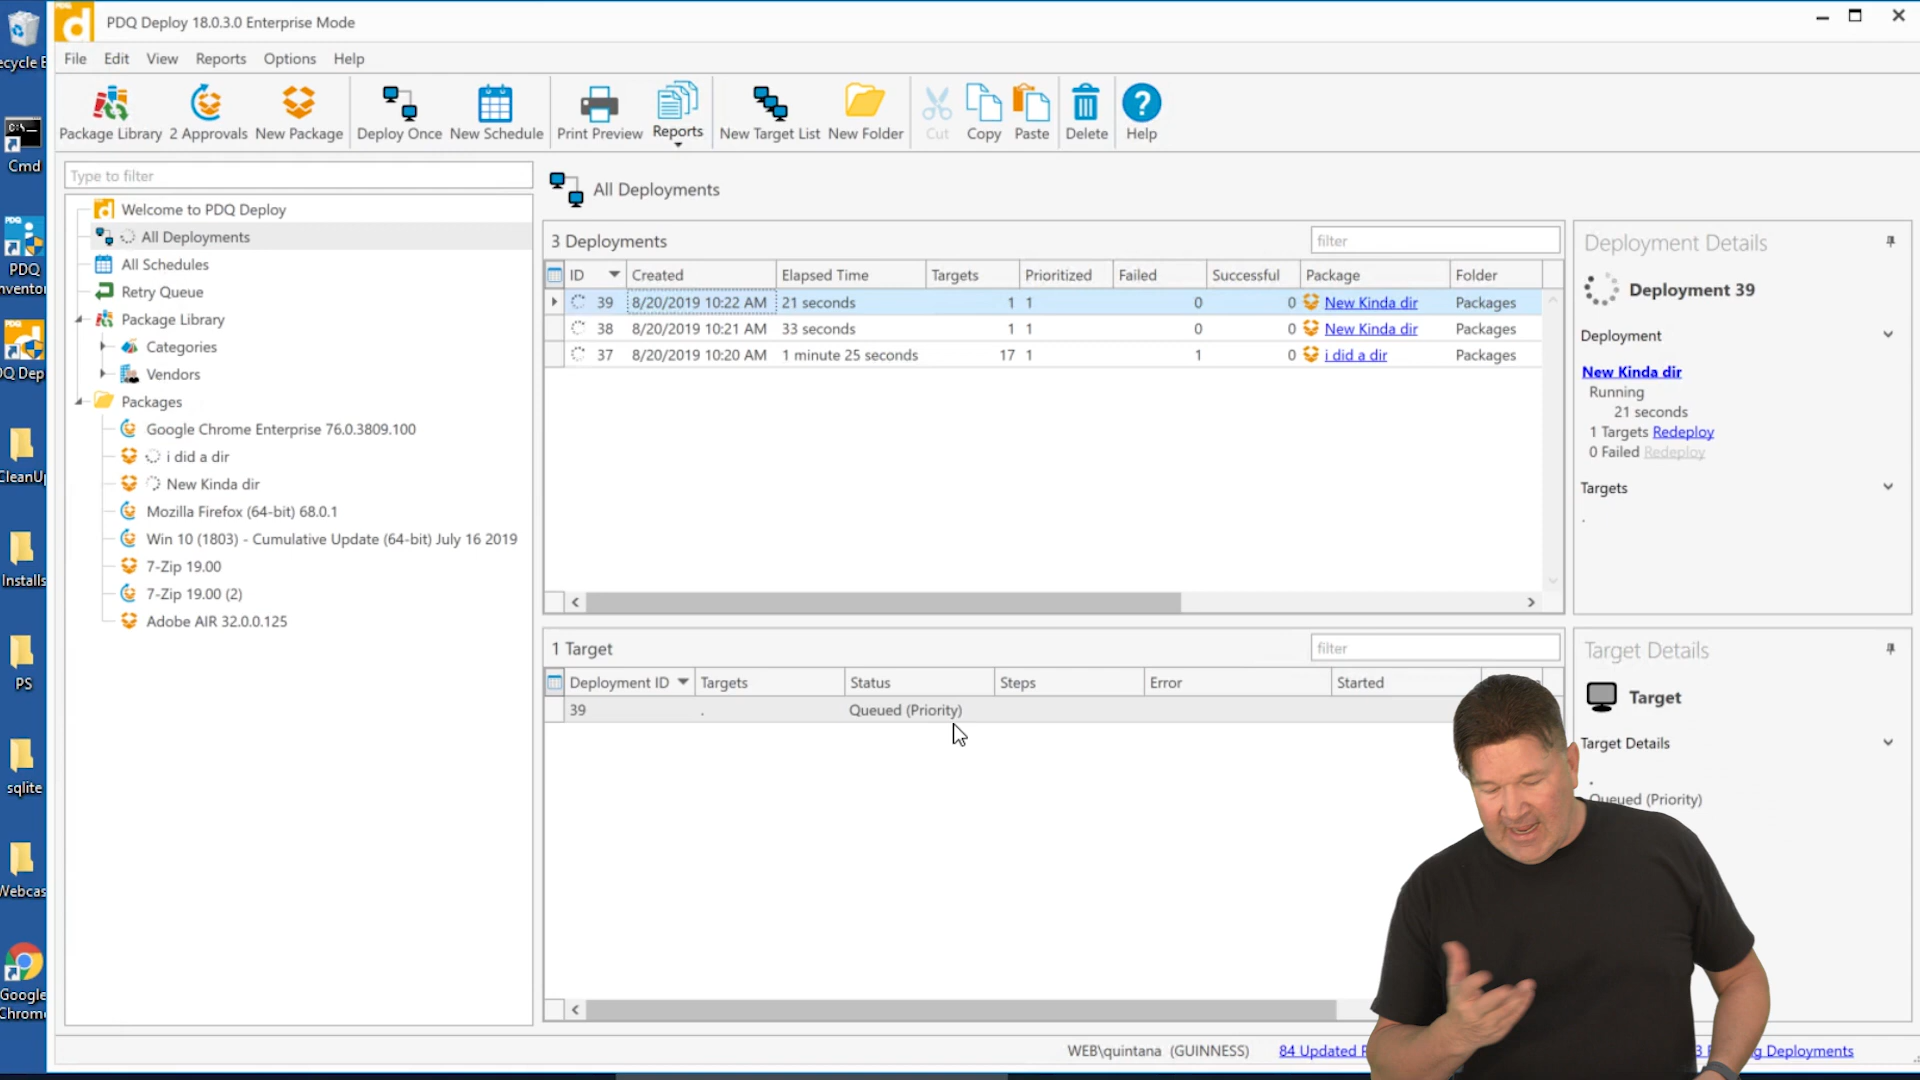 PDQ Deploy 18.0.3.0 Enterprise Mode
File Edit View Reports Options Help
Package Library 2 Approvals New Package Deploy Once New Schedule Print Preview Reports New Target List New Folder Cut Copy Paste Delete Help
Type to filter
Welcome to PDQ Deploy
All Deployments
All Schedules
Retry Queue
Package Library
Categories
Vendors
Packages
Google Chrome Enterprise 76.0.3809.100
i did a dir
New Kinda dir
Mozilla Firefox (64-bit) 68.0.1
Win 10 (1803) - Cumulative Update (64-bit) July 16 2019
7-Zip 19.00
7-Zip 19.00 (2)
Adobe AIR 32.0.0.125
All Deployments
3 Deployments filter
ID Created Elapsed Time Targets Prioritized Failed Successful Package Folder
39 8/20/2019 10:22 AM 21 seconds 1 1 0 0 New Kinda dir Packages
38 8/20/2019 10:21 AM 33 seconds 1 1 0 0 New Kinda dir Packages
37 8/20/2019 10:20 AM 1 minute 25 seconds 17 1 1 0 i did a dir Packages
1 Target filter
Deployment ID Targets Status Steps Error Started
39 . Queued (Priority)
Deployment Details
Deployment 39
Deployment
New Kinda dir
Running
21 seconds
1 Targets Redeploy
0 Failed Redeploy
Targets
.
Target Details
Target
Target Details
.
Queued (Priority)
WEB\quintana (GUINNESS) 84 Updated Deployments
ecycle
Cmd
PDQ
nventor
PDQ
Q Dep
CleanU
Installs
PS
sqlite
Webcas
Google
Chrom